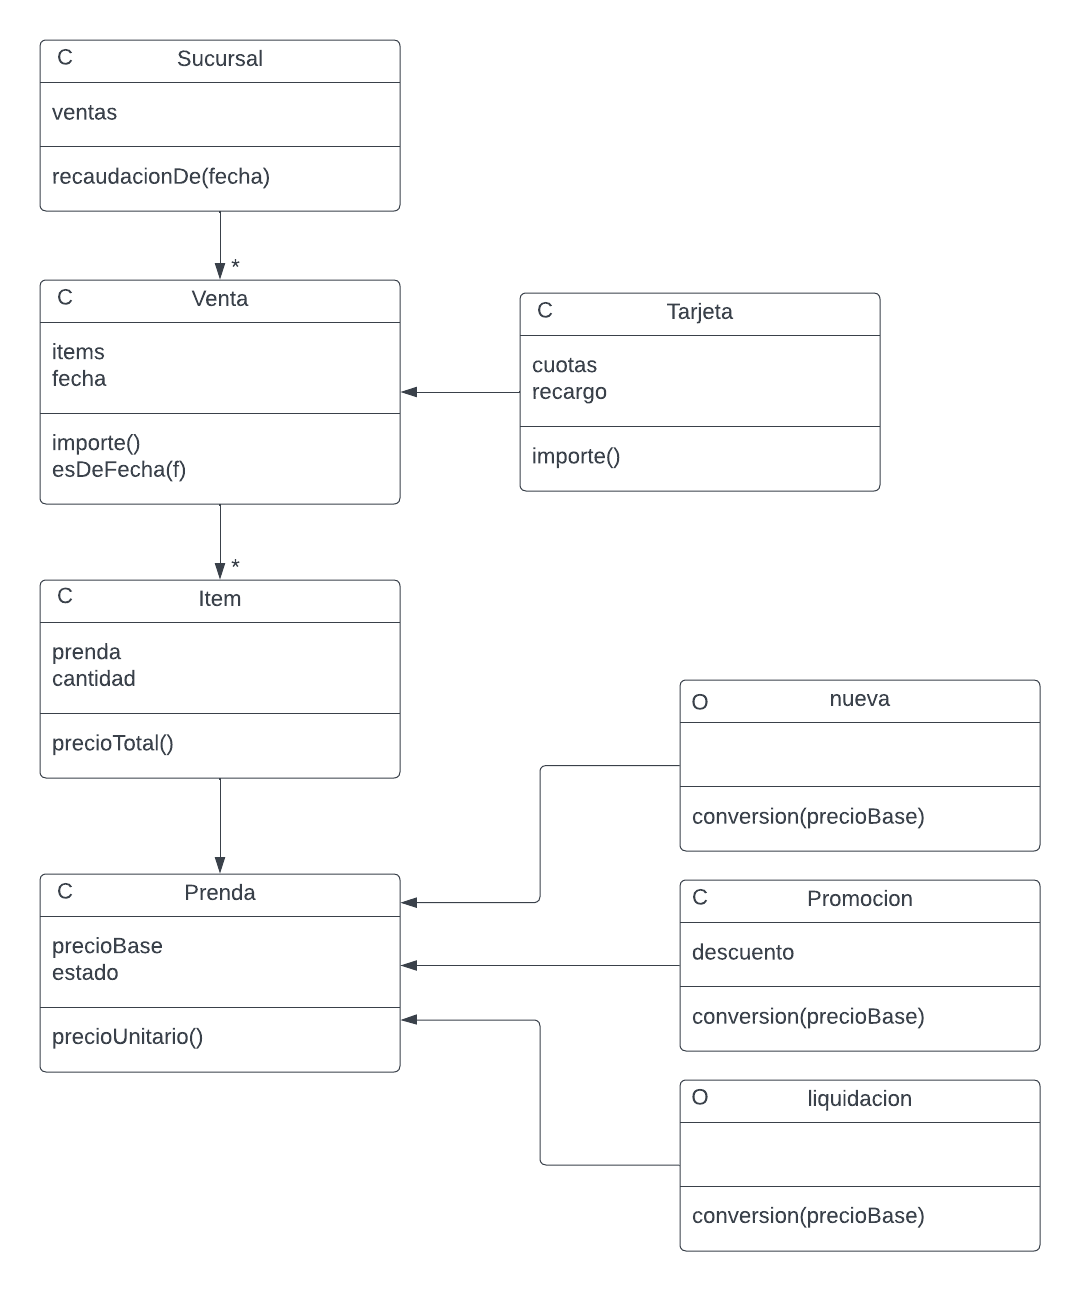 C Sucursal
ventas
recaudacionDe(fecha)
*
C Venta
items
fecha
importe()
esDeFecha(f)
C Tarjeta
cuotas
recargo
importe()
*
C Item
prenda
cantidad
precioTotal()
C Prenda
precioBase
estado
precioUnitario()
O nueva
conversion(precioBase)
C Promocion
descuento
conversion(precioBase)
O liquidacion
conversion(precioBase)